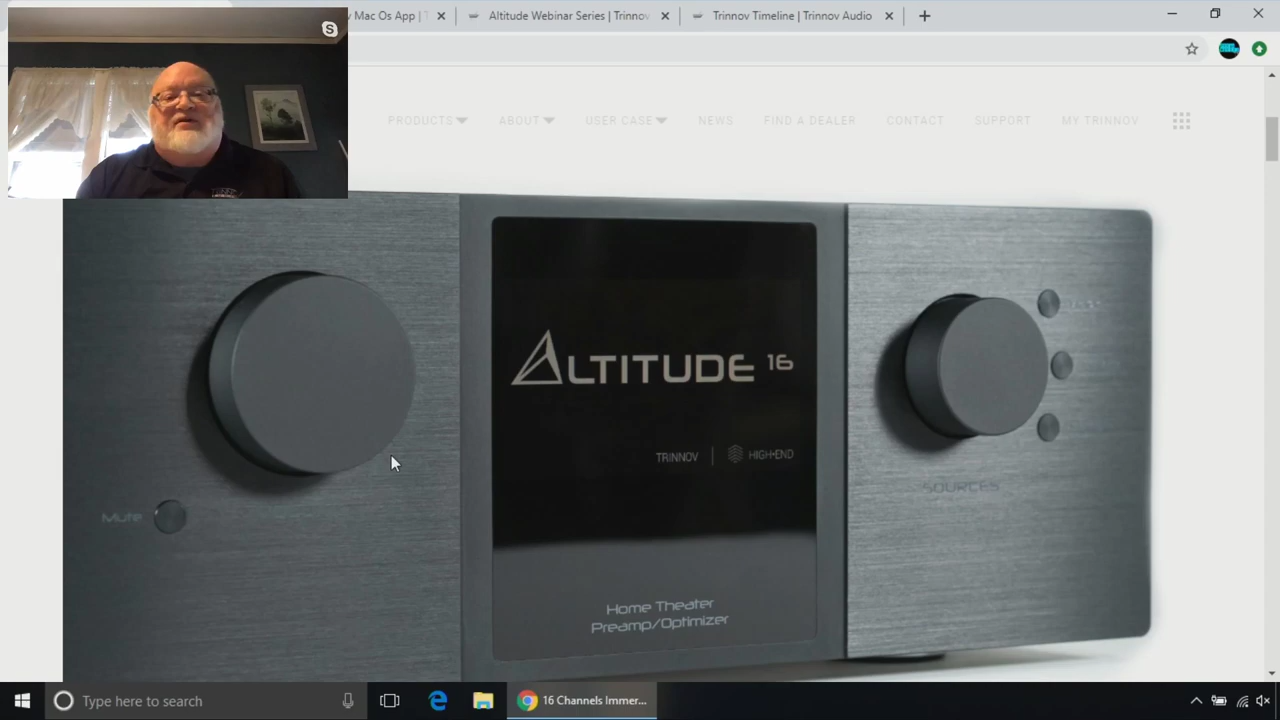 y Mac Os App | T
Altitude Webinar Series | Trinnov
Trinnov Timeline | Trinnov Audio
PRODUCTS
ABOUT
USER CASE
NEWS
FIND A DEALER
CONTACT
SUPPORT
MY TRINNOV
ALTITUDE 16
TRINNOV | HIGH-END
Mute
SOURCES
Home Theater
Preamp/Optimizer
Type here to search
16 Channels Immer...